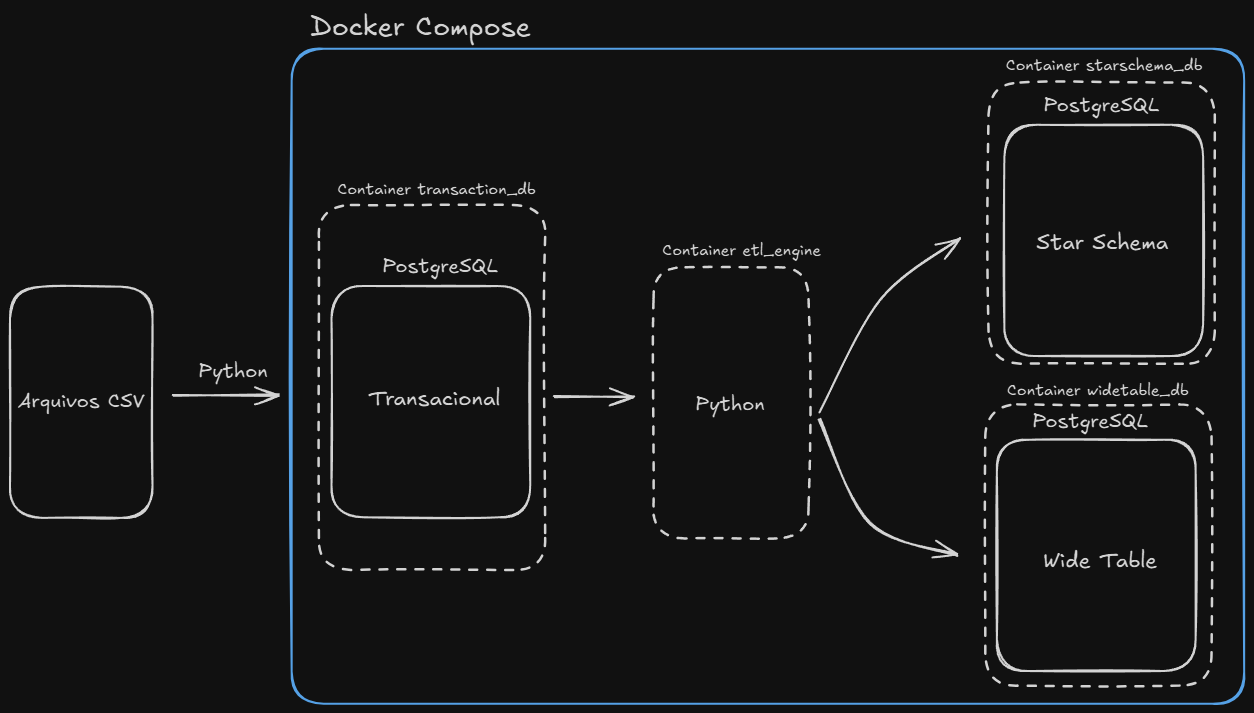 Docker Compose
Arquivos CSV
Python
Container transaction_db
PostgreSQL
Transacional
Container etl_engine
Python
Container starschema_db
PostgreSQL
Star Schema
Container widetable_db
PostgreSQL
Wide Table